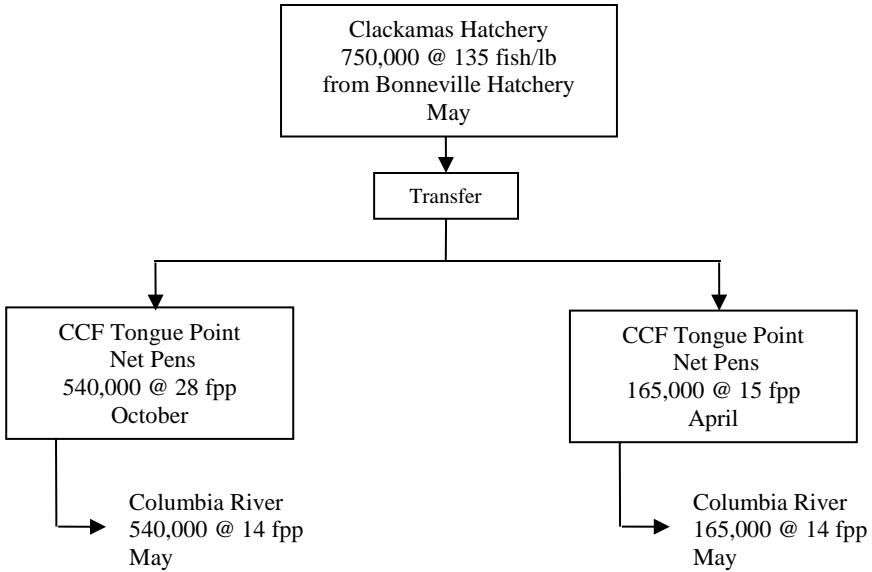 Clackamas Hatchery
750,000 @ 135 fish/lb
from Bonneville Hatchery
May
Transfer
CCF Tongue Point
Net Pens
540,000 @ 28 fpp
October
CCF Tongue Point
Net Pens
165,000 @ 15 fpp
April
Columbia River
540,000 @ 14 fpp
May
Columbia River
165,000 @ 14 fpp
May